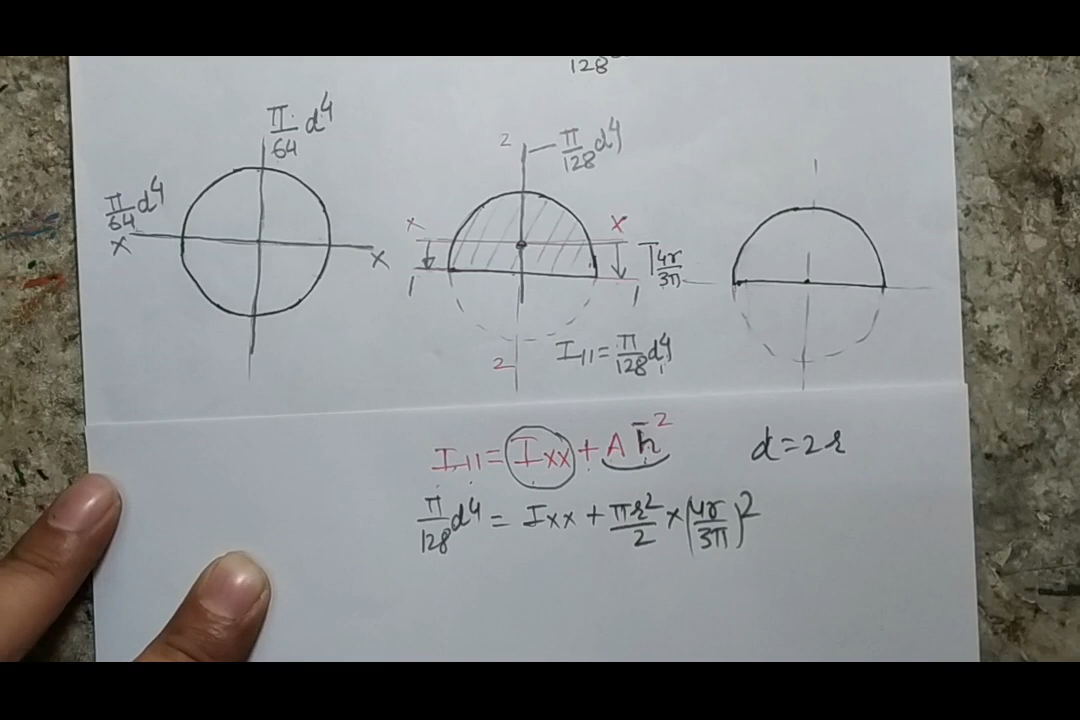 128
π/64 d⁴
π/64 d⁴
x x
2 π/128 d⁴
x x
1 1
4r/3π
2
I₁₁ = π/128 d⁴
1
I₁₁ = Ixx + A h̄²
d = 2r
π/128 d⁴ = Ixx + πr²/2 × (4r/3π)²